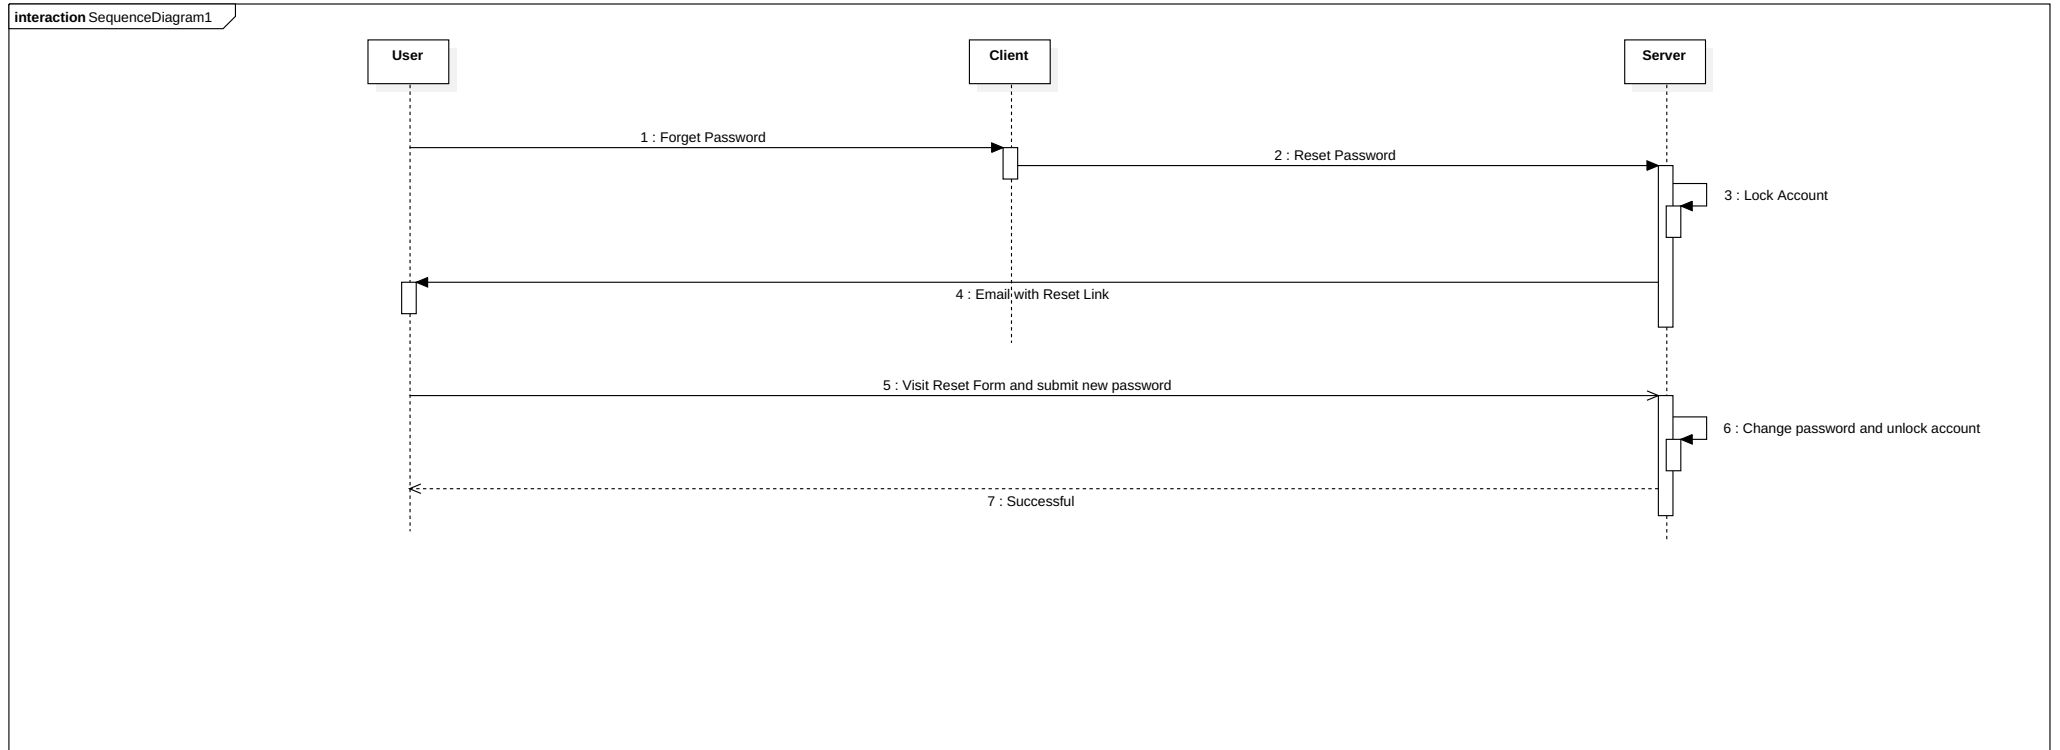 interaction SequenceDiagram1
User
Client
Server
1 : Forget Password
2 : Reset Password
3 : Lock Account
4 : Email with Reset Link
5 : Visit Reset Form and submit new password
6 : Change password and unlock account
7 : Successful